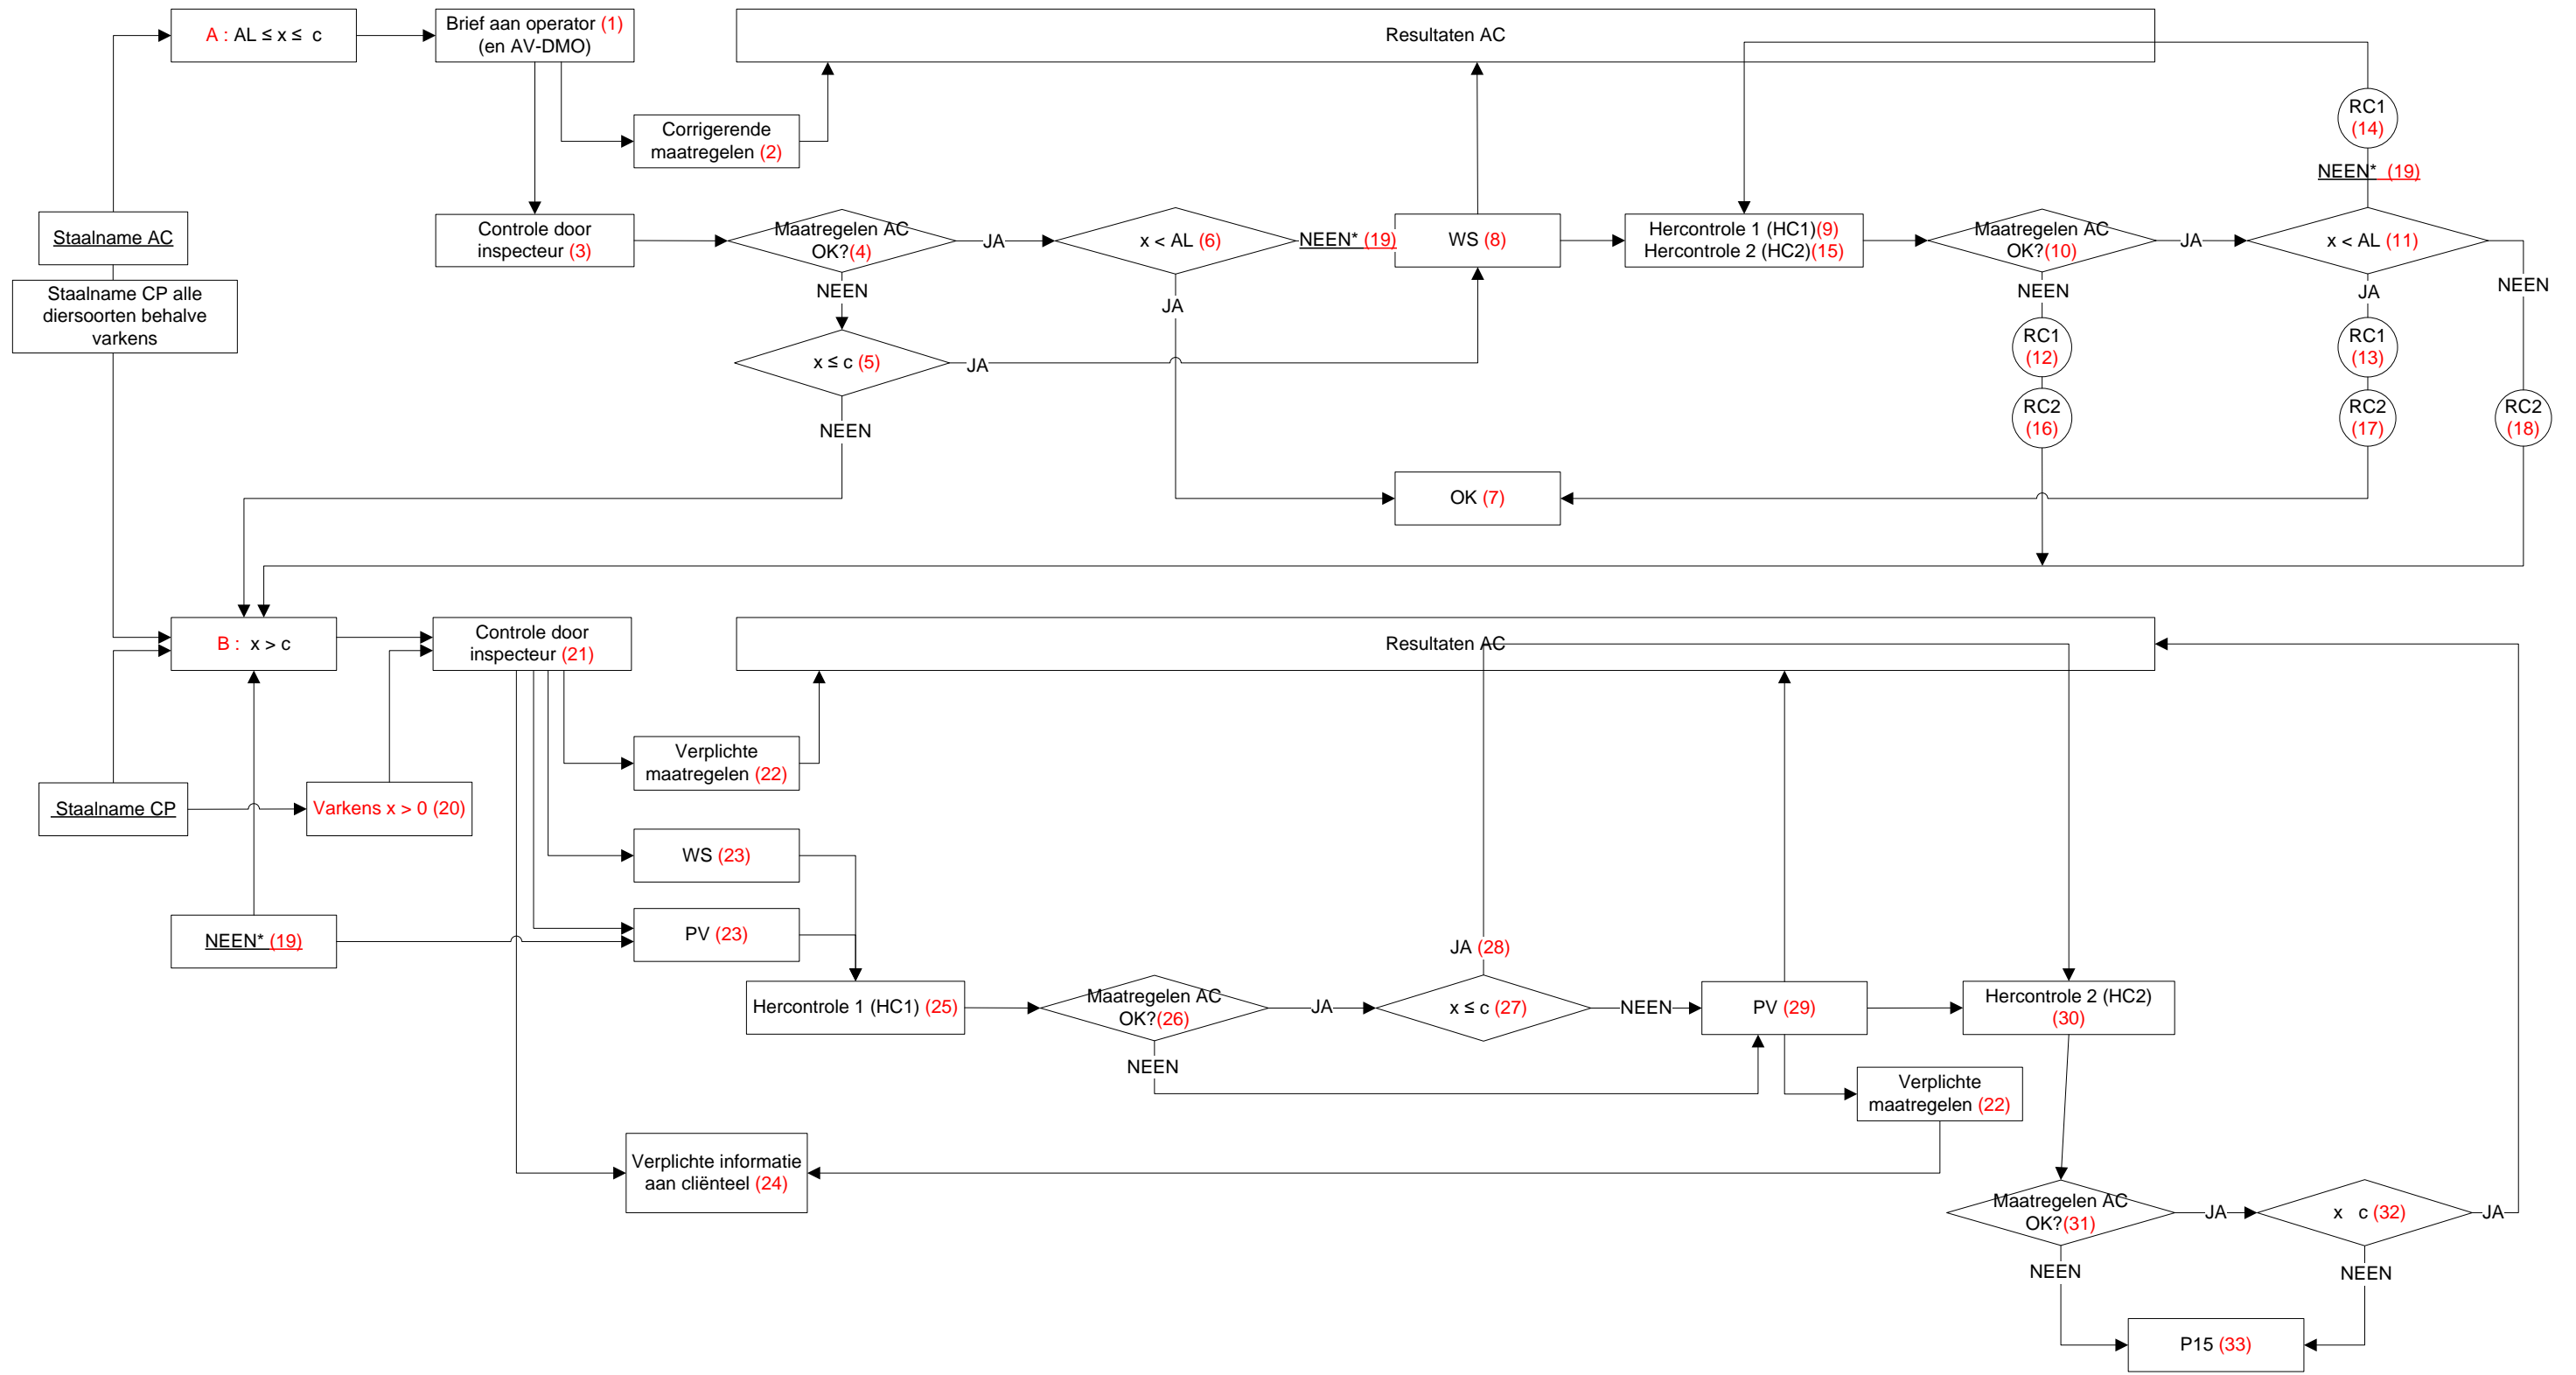 A : AL ≤ x ≤ c
Brief aan operator (1)
(en AV-DMO)
Resultaten AC
Corrigerende
maatregelen (2)
RC1
(14)
NEEN* (19)
Staalname AC
Controle door
inspecteur (3)
Maatregelen AC
OK?(4)
JA
x < AL (6)
NEEN* (19)
WS (8)
Hercontrole 1 (HC1)(9)
Hercontrole 2 (HC2)(15)
Maatregelen AC
OK?(10)
JA
x < AL (11)
Staalname CP alle
diersoorten behalve
varkens
NEEN
JA
NEEN
JA
NEEN
x ≤ c (5)
JA
RC1
(12)
RC1
(13)
NEEN
RC2
(16)
RC2
(17)
RC2
(18)
OK (7)
B : x > c
Controle door
inspecteur (21)
Resultaten AC
Verplichte
maatregelen (22)
Staalname CP
Varkens x > 0 (20)
WS (23)
NEEN* (19)
PV (23)
JA (28)
Hercontrole 1 (HC1) (25)
Maatregelen AC
OK?(26)
JA
x ≤ c (27)
NEEN
PV (29)
Hercontrole 2 (HC2)
(30)
NEEN
Verplichte
maatregelen (22)
Verplichte informatie
aan cliënteel (24)
Maatregelen AC
OK?(31)
JA
x c (32)
JA
NEEN
NEEN
P15 (33)